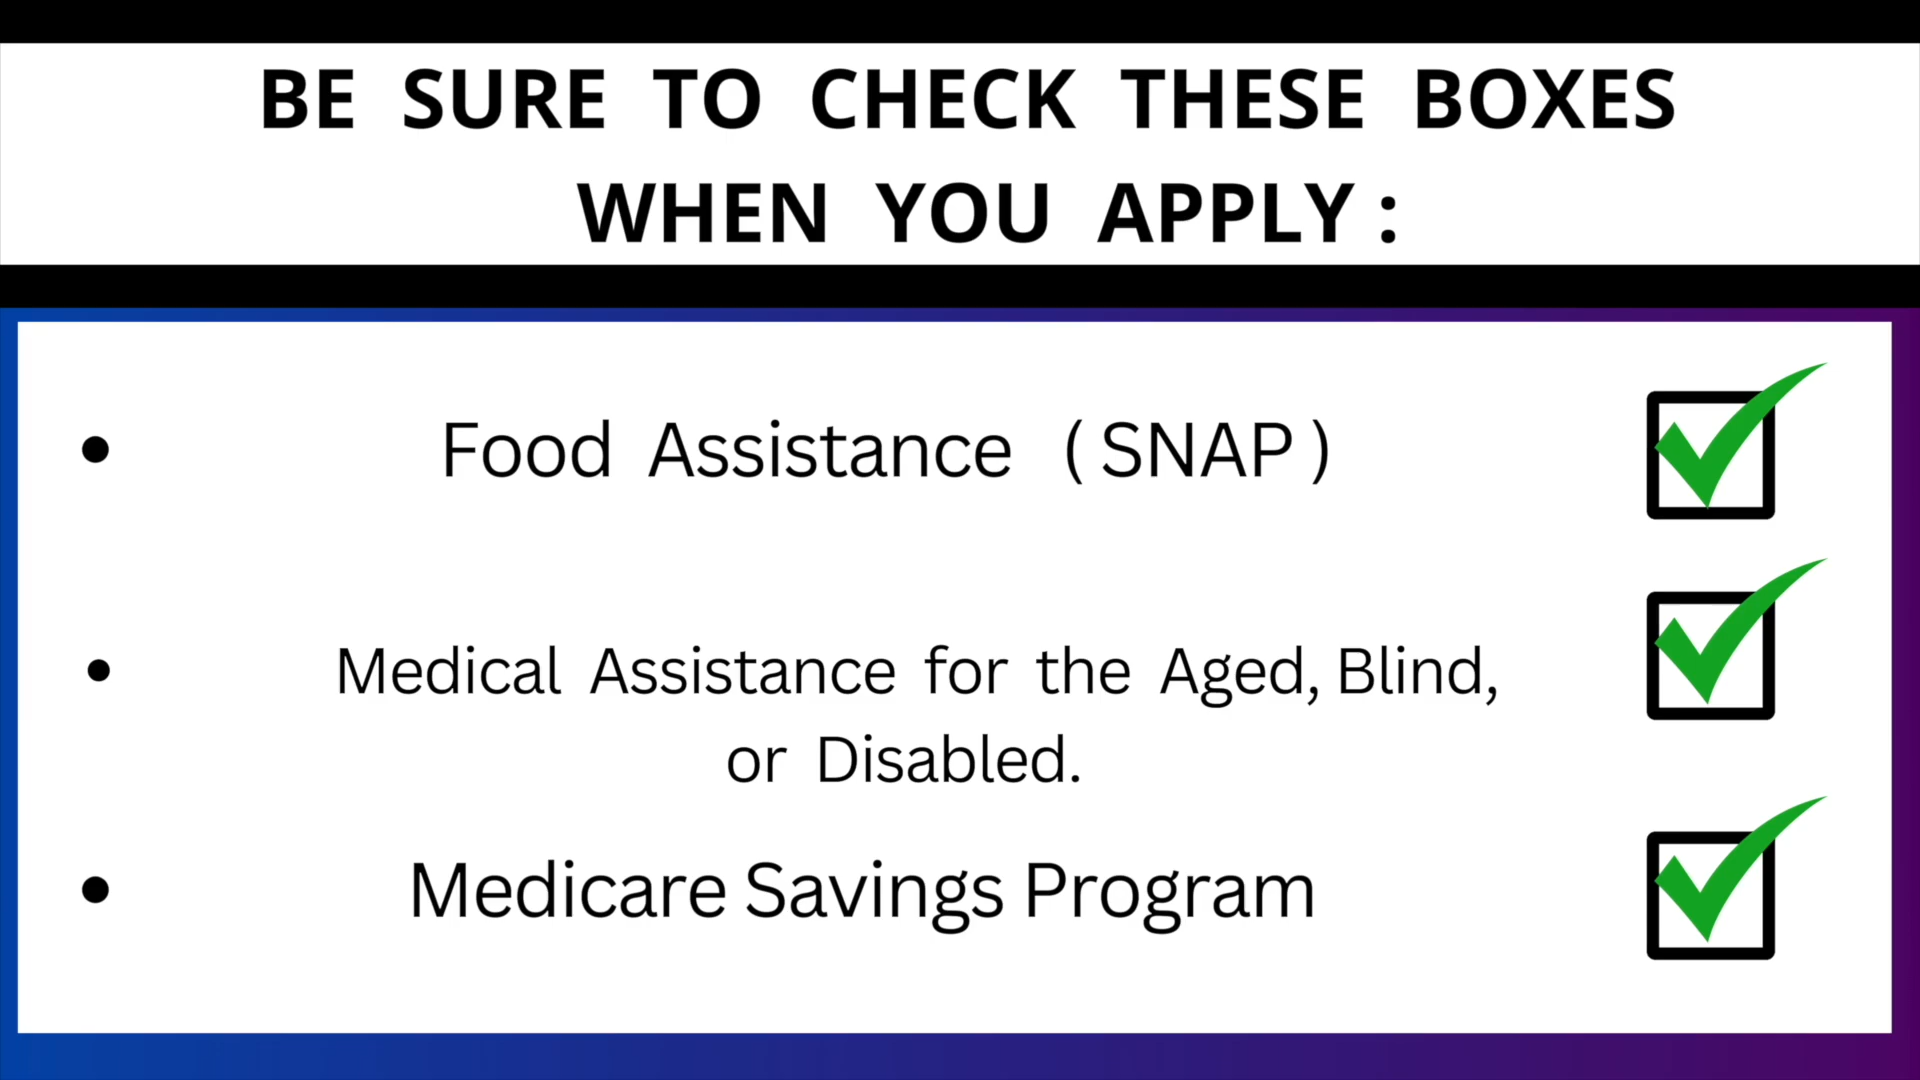 BE SURE TO CHECK THESE BOXES
WHEN YOU APPLY :
• Food Assistance ( SNAP )
• Medical Assistance for the Aged, Blind,
or Disabled.
• Medicare Savings Program